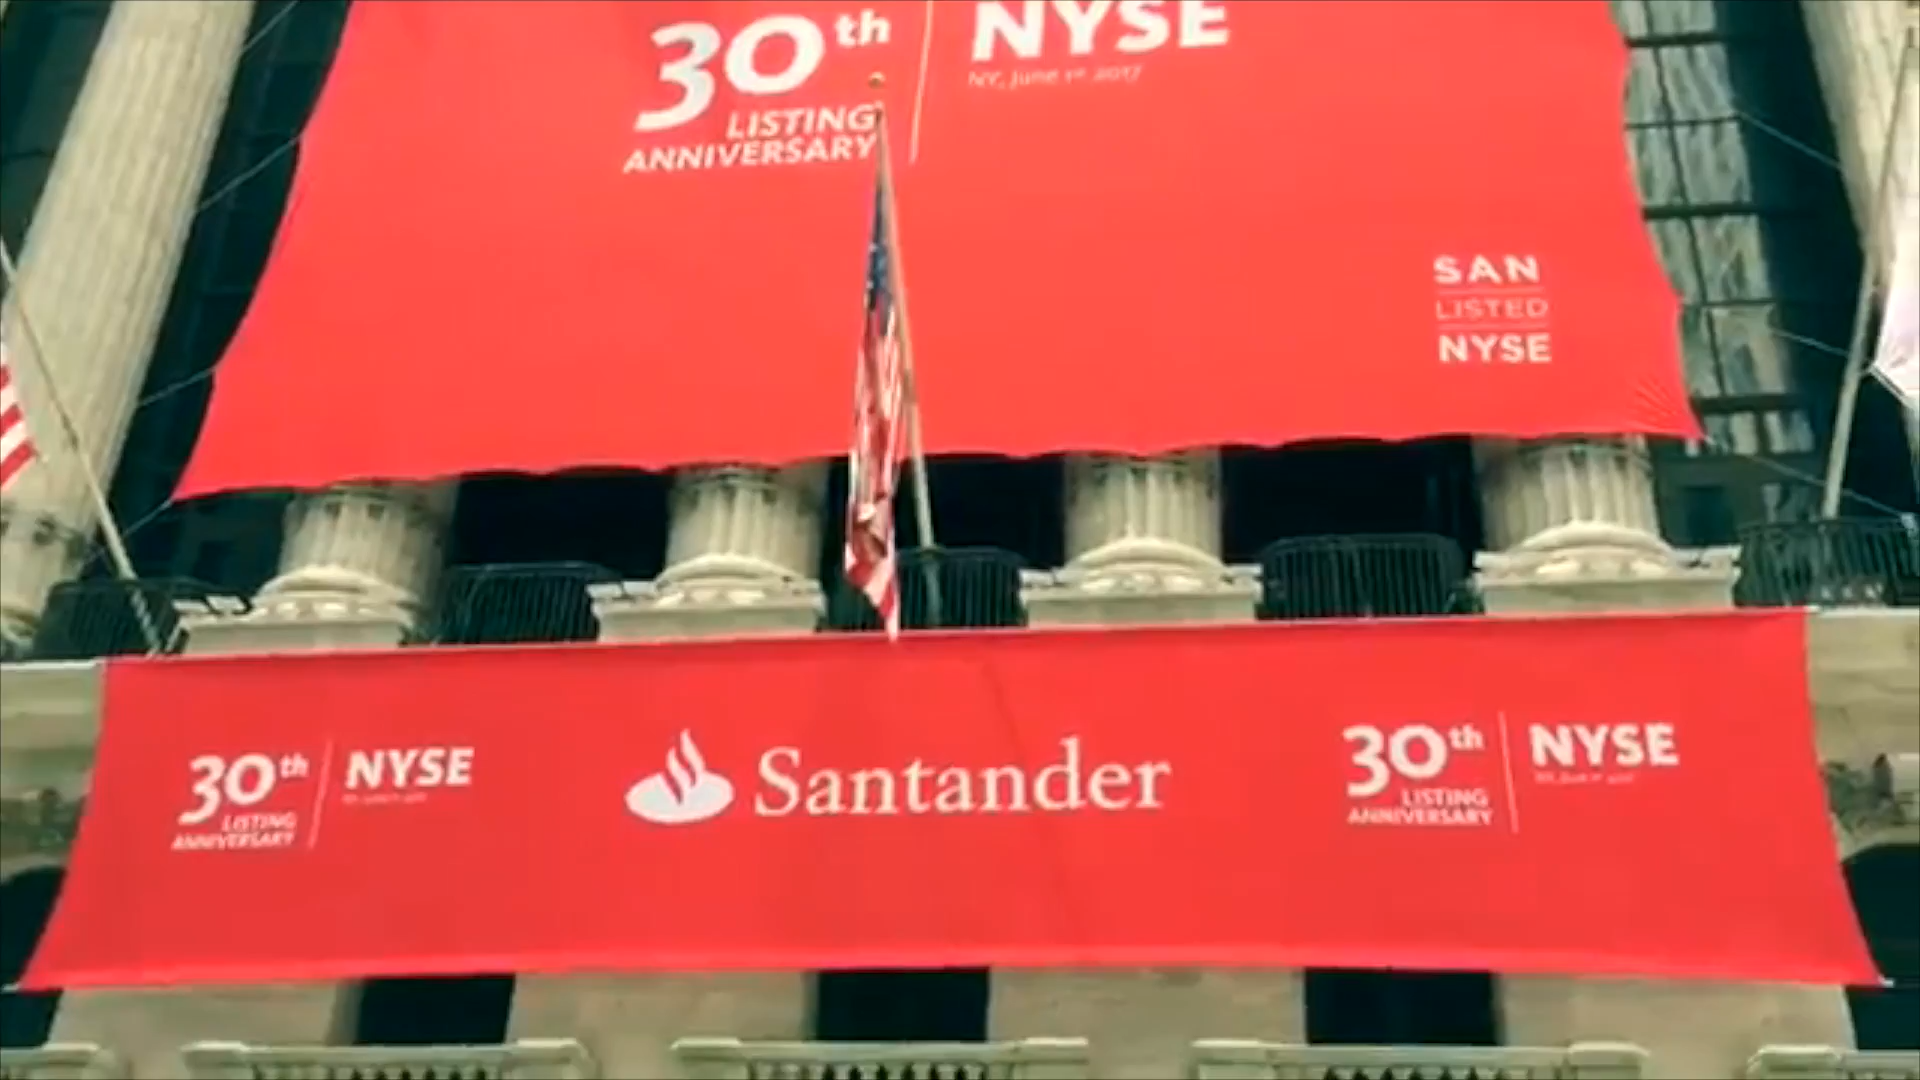 30th
LISTING
ANNIVERSARY
NYSE
NY, June 1st 2017
SAN
LISTED
NYSE
30th
LISTING
ANNIVERSARY
NYSE
Santander
30th
LISTING
ANNIVERSARY
NYSE